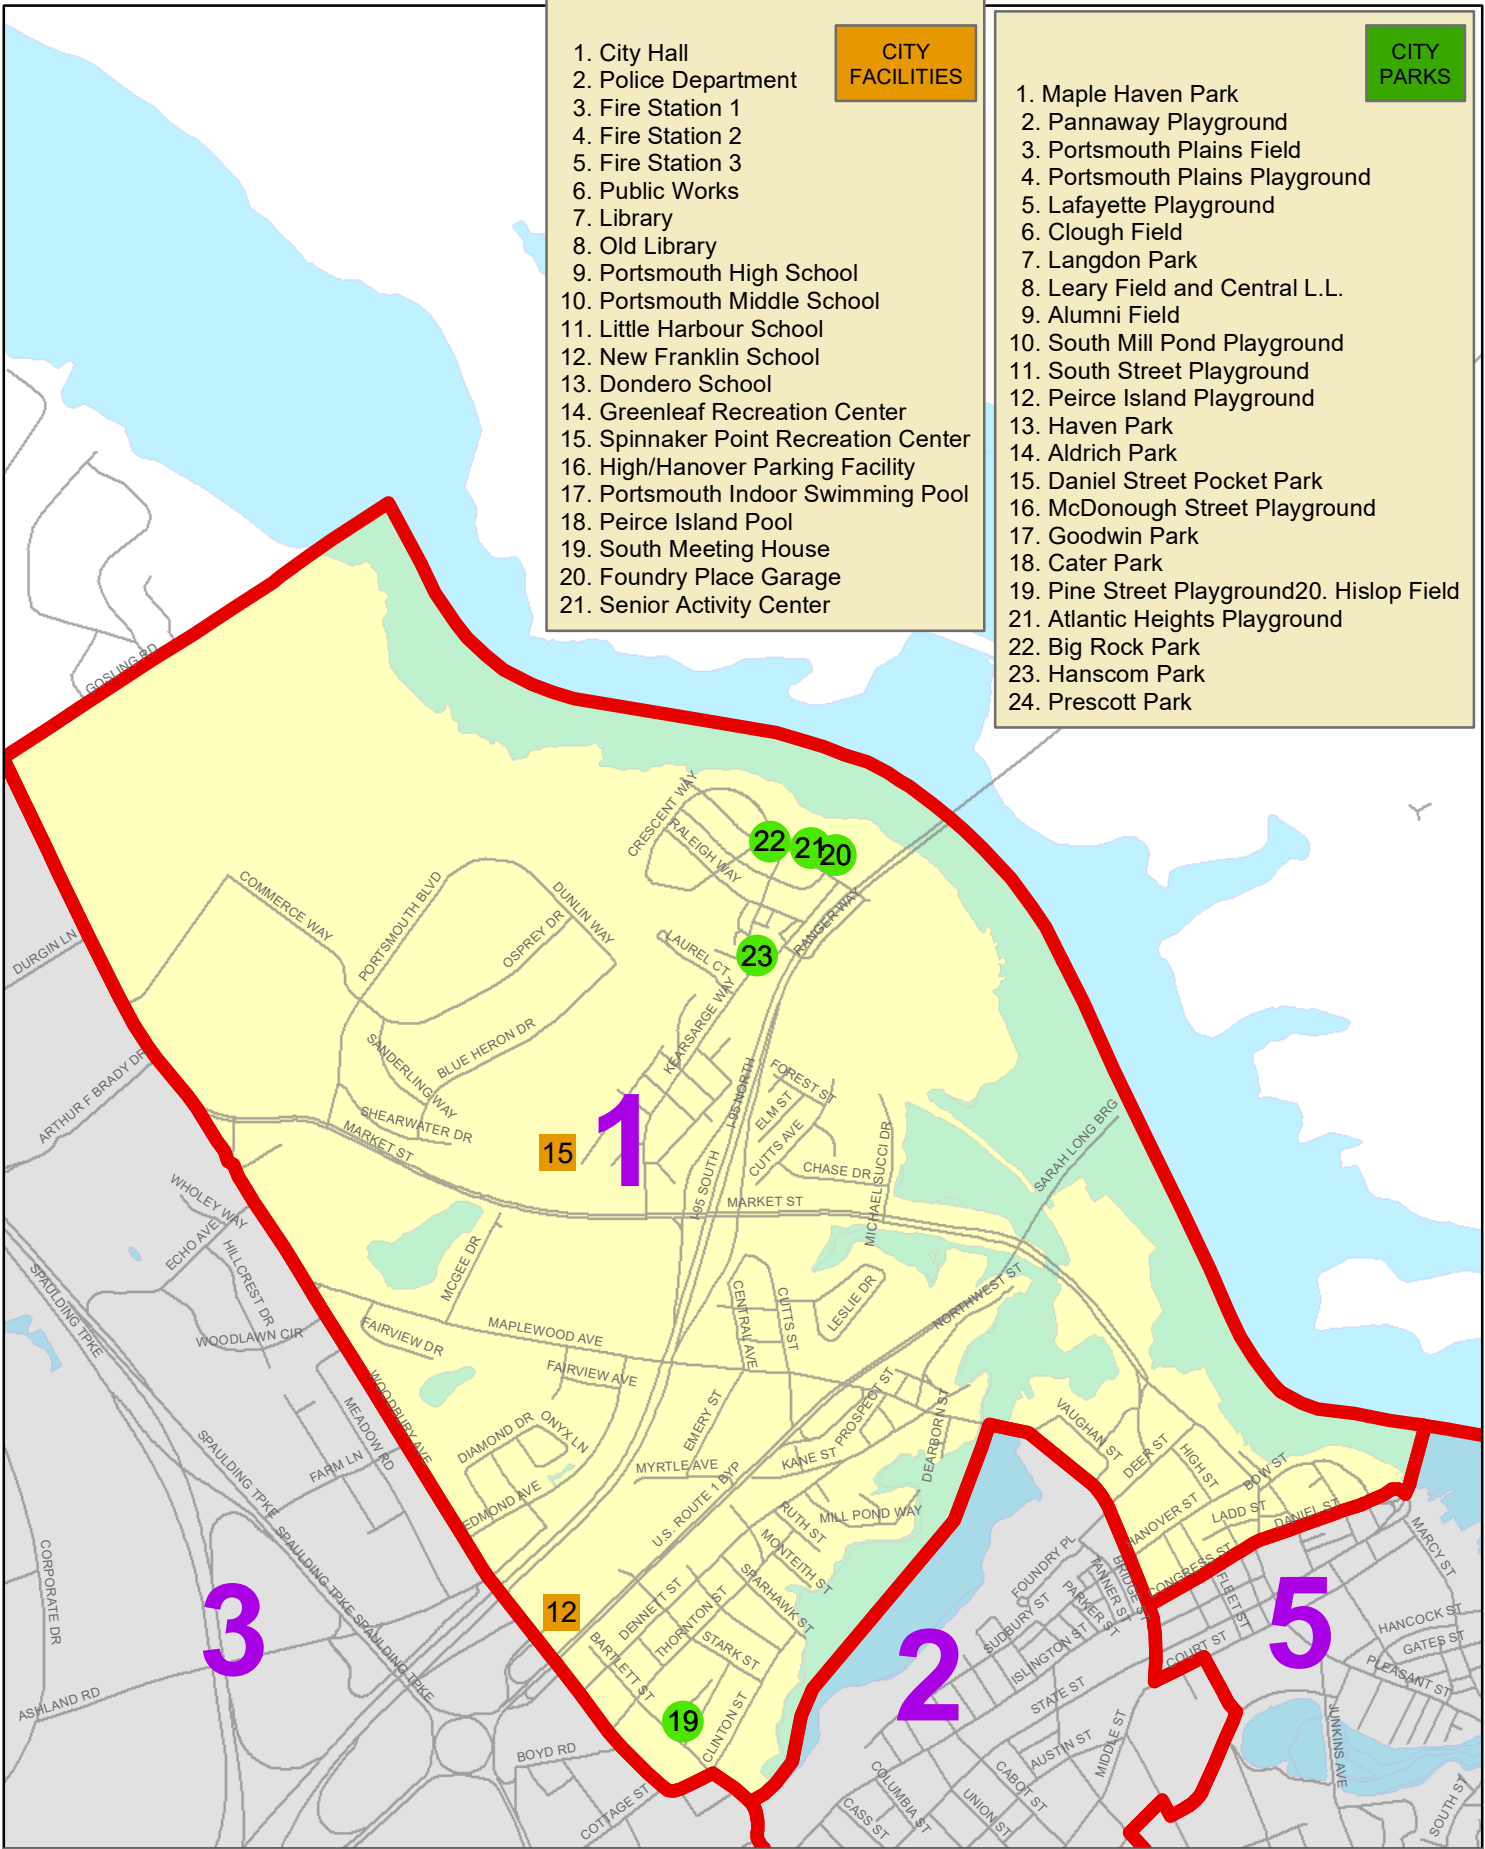 CITY
FACILITIES
1. City Hall
2. Police Department
3. Fire Station 1
4. Fire Station 2
5. Fire Station 3
6. Public Works
7. Library
8. Old Library
9. Portsmouth High School
10. Portsmouth Middle School
11. Little Harbour School
12. New Franklin School
13. Dondero School
14. Greenleaf Recreation Center
15. Spinnaker Point Recreation Center
16. High/Hanover Parking Facility
17. Portsmouth Indoor Swimming Pool
18. Peirce Island Pool
19. South Meeting House
20. Foundry Place Garage
21. Senior Activity Center
CITY
PARKS
1. Maple Haven Park
2. Pannaway Playground
3. Portsmouth Plains Field
4. Portsmouth Plains Playground
5. Lafayette Playground
6. Clough Field
7. Langdon Park
8. Leary Field and Central L.L.
9. Alumni Field
10. South Mill Pond Playground
11. South Street Playground
12. Peirce Island Playground
13. Haven Park
14. Aldrich Park
15. Daniel Street Pocket Park
16. McDonough Street Playground
17. Goodwin Park
18. Cater Park
19. Pine Street Playground20. Hislop Field
21. Atlantic Heights Playground
22. Big Rock Park
23. Hanscom Park
24. Prescott Park
GOSLING RD
CRESCENT WAY
RALEIGH WAY
22
21
20
COMMERCE WAY
PORTSMOUTH BLVD
DUNLIN WAY
OSPREY DR
RANGER WAY
DURGIN LN
LAUREL CT
23
KEARSARGE WAY
SANDERLING WAY
BLUE HERON DR
ARTHUR F BRADY DR
I-95 NORTH
FOREST ST
ELM ST
CUTTS AVE
SHEARWATER DR
MARKET ST
15
1
CHASE DR
MICHAEL SUCCI DR
SARAH LONG BRG
I-95 SOUTH
MARKET ST
WHOLEY WAY
ECHO AVE
HILLCREST DR
MCGEE DR
SPAULDING TPKE
WOODLAWN CIR
FAIRVIEW DR
MAPLEWOOD AVE
CENTRAL AVE
CUTTS ST
LESLIE DR
NORTHWEST ST
FAIRVIEW AVE
WOODBURY AVE
MEADOW RD
FARM LN
EMERY ST
PROSPECT ST
DEARBORN ST
VAUGHAN ST
DIAMOND DR
ONYX LN
MYRTLE AVE
KANE ST
DEER ST
HIGH ST
BOW ST
EDMOND AVE
U.S. ROUTE 1 BYP
RUTH ST
MILL POND WAY
MONTEITH ST
HANOVER ST
LADD ST
DANIEL ST
SPAULDING TPKE
SPAULDING TPKE
SPAULDING TPKE
CORPORATE DR
3
12
SPARHAWK ST
DENNETT ST
THORNTON ST
STARK ST
BARTLETT ST
FOUNDRY PL
TANNER ST
BRIDGE ST
PARKER ST
CONGRESS ST
FLEET ST
MARCY ST
5
HANCOCK ST
GATES ST
PLEASANT ST
SUDBURY ST
ISLINGTON ST
COURT ST
STATE ST
2
ASHLAND RD
19
CLINTON ST
BOYD RD
COTTAGE ST
MIDDLE ST
AUSTIN ST
CABOT ST
COLUMBIA ST
CASS ST
UNION ST
JUNKINS AVE
SOUTH ST